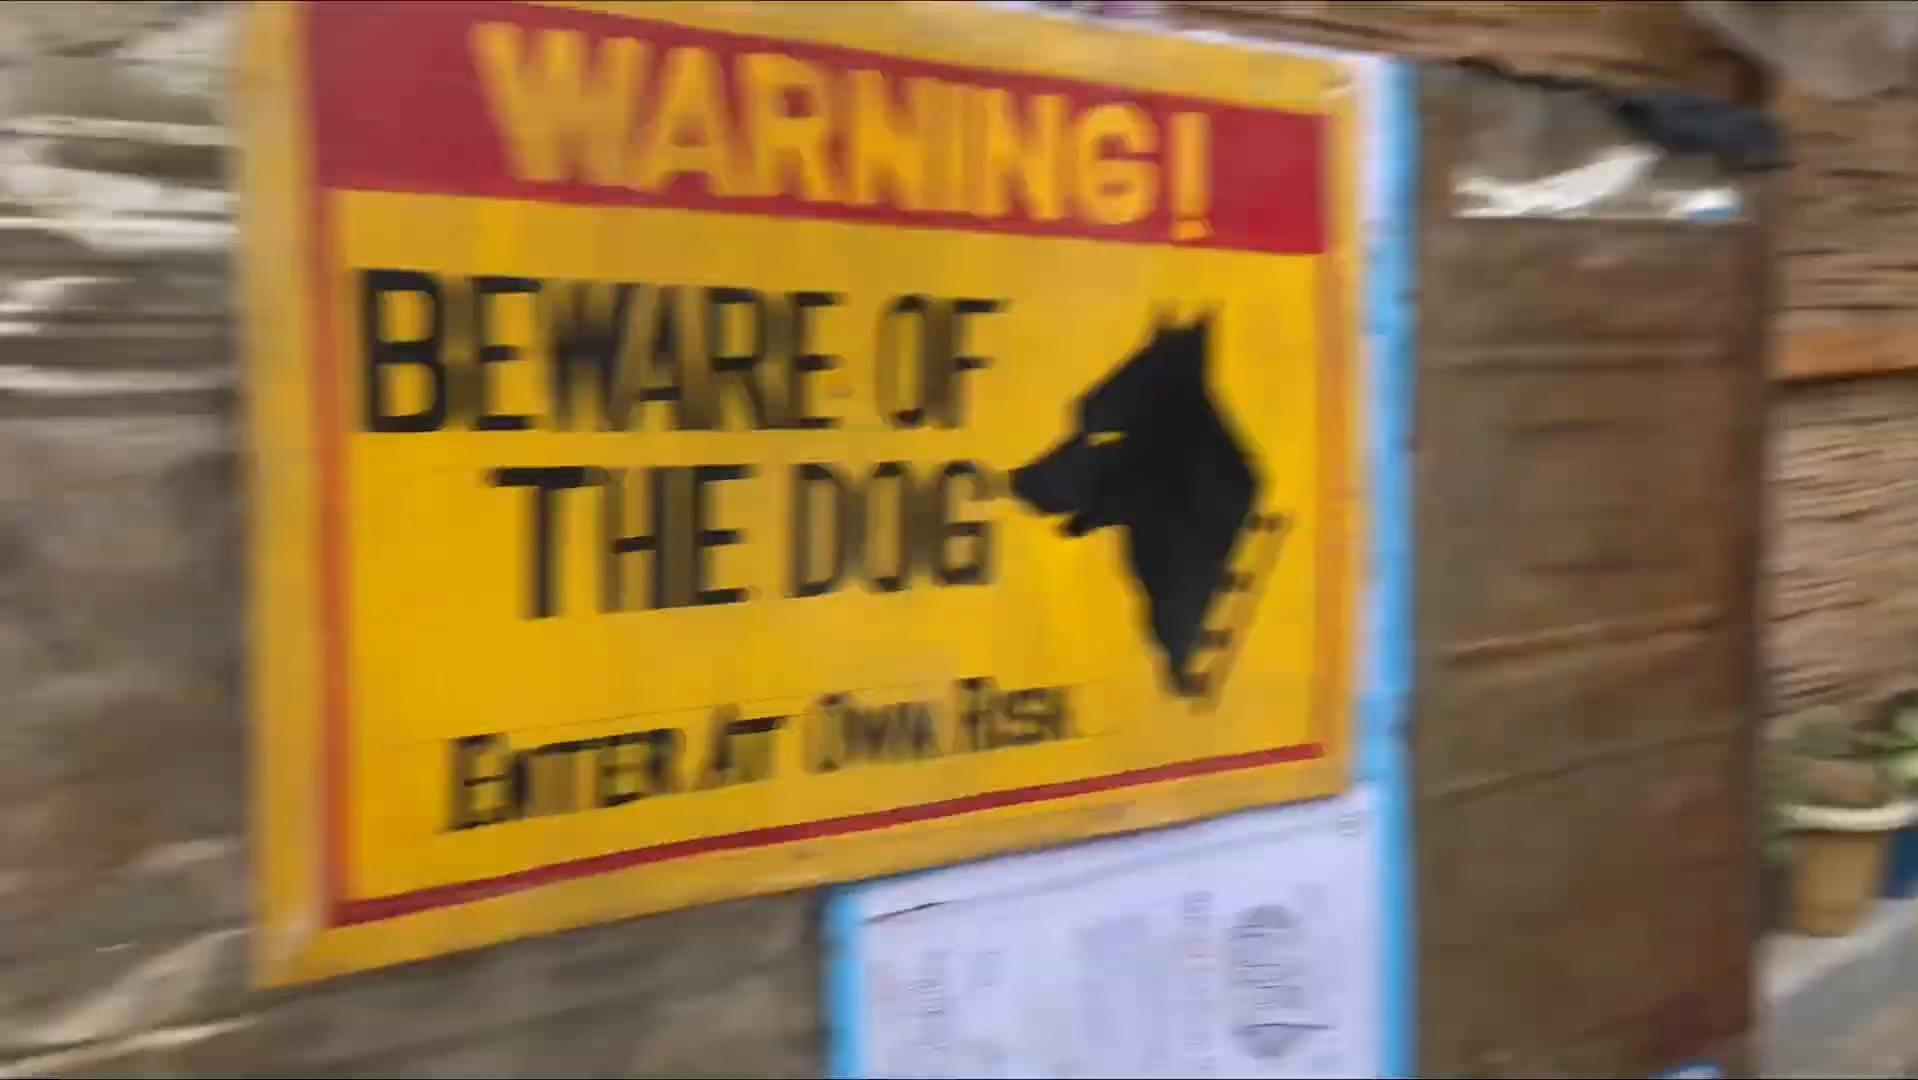 WARNING!
BEWARE OF
THE DOG
ENTER AT OWN RISK